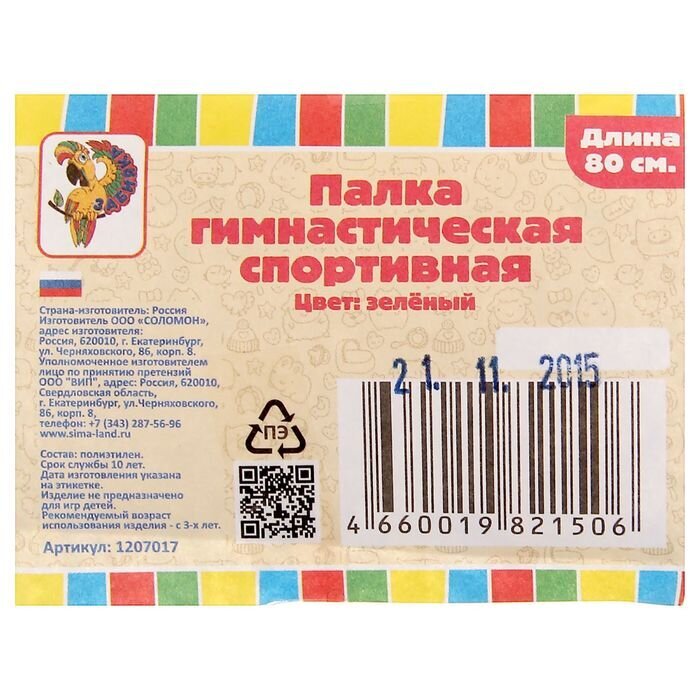 ЗАБИЯКА
Длина
80 см.
Палка
гимнастическая
спортивная
Цвет: зелёный
Страна-изготовитель: Россия
Изготовитель ООО «СОЛОМОН»,
адрес изготовителя:
Россия, 620010, г. Екатеринбург,
ул. Черняховского, 86, корп. 8.
Уполномоченное изготовителем
лицо по принятию претензий
ООО "ВИП", адрес: Россия, 620010,
Свердловская область,
г. Екатеринбург, ул.Черняховского,
86, корп. 8,
телефон: +7 (343) 287-56-96
www.sima-land.ru
Состав: полиэтилен.
Срок службы 10 лет.
Дата изготовления указана
на этикетке.
Изделие не предназначено
для игр детей.
Рекомендуемый возраст
использования изделия - с 3-х лет.
Артикул: 1207017
ПЭ
21. 11. 2015
4 660019 821506